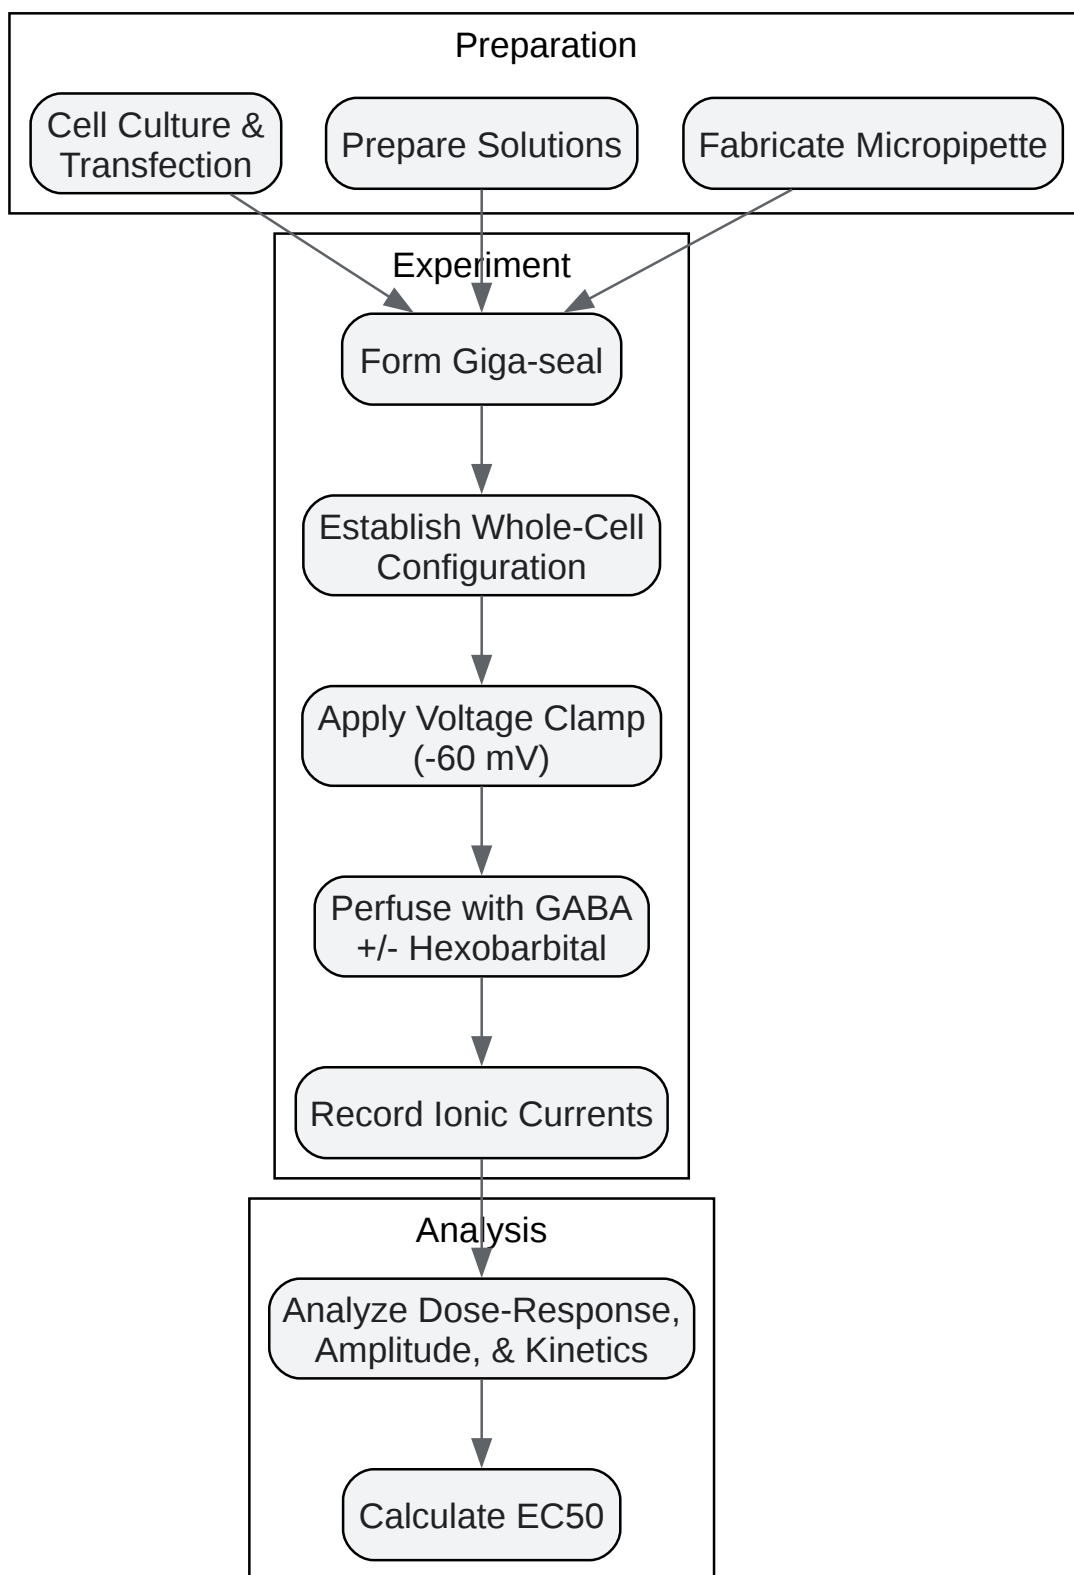 Preparation
Cell Culture &
Transfection
Prepare Solutions
Fabricate Micropipette
Experiment
Form Giga-seal
Establish Whole-Cell
Configuration
Apply Voltage Clamp
(-60 mV)
Perfuse with GABA
+/- Hexobarbital
Record Ionic Currents
Analysis
Analyze Dose-Response,
Amplitude, & Kinetics
Calculate EC50